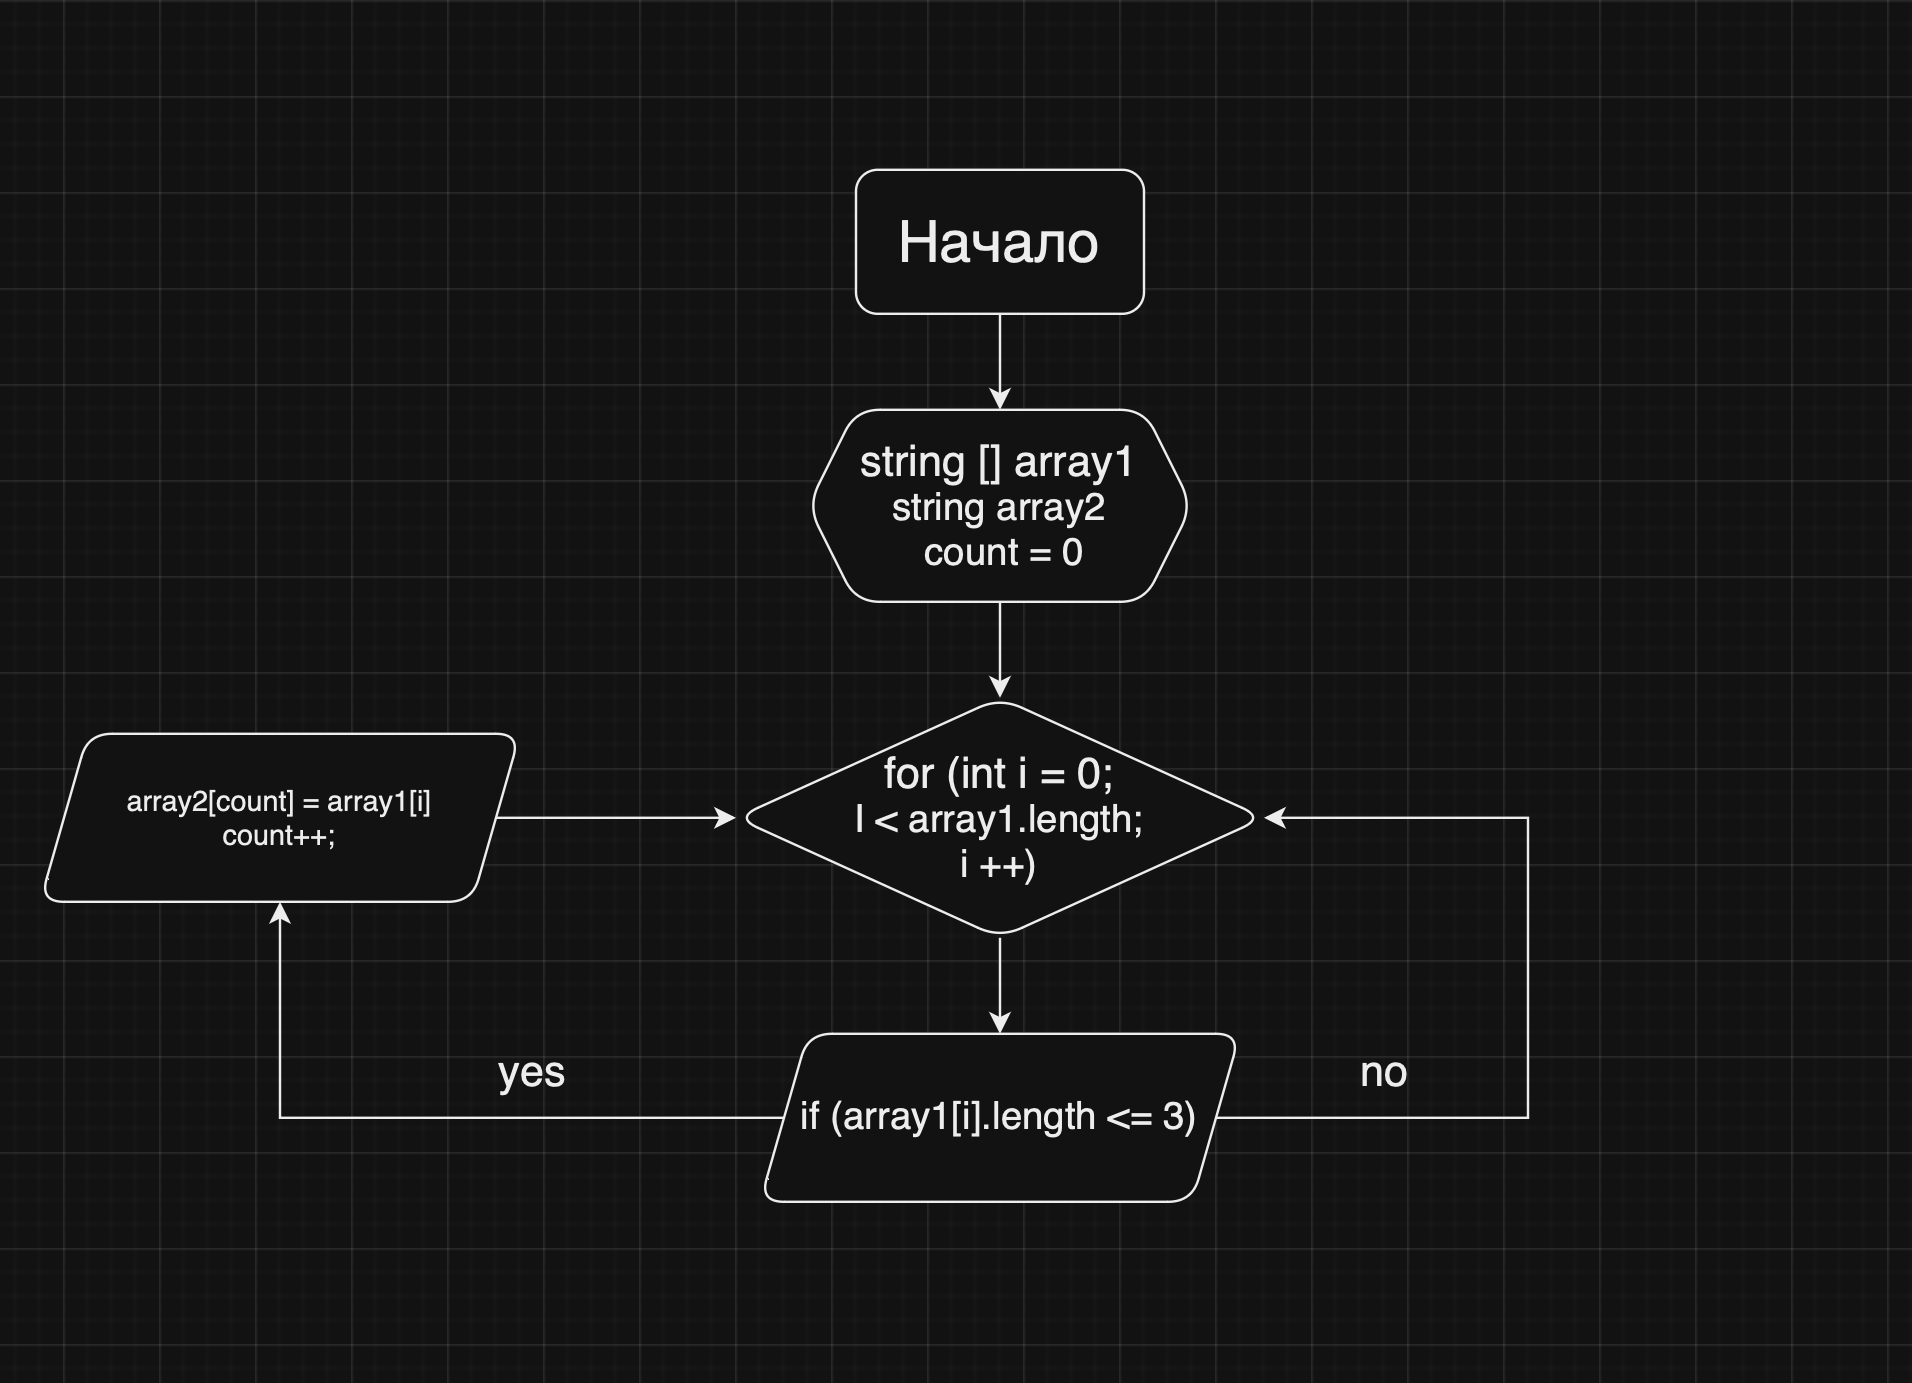 Начало
string [] array1
string array2
count = 0
for (int i = 0;
I < array1.length;
i ++)
array2[count] = array1[i]
count++;
yes
no
if (array1[i].length <= 3)